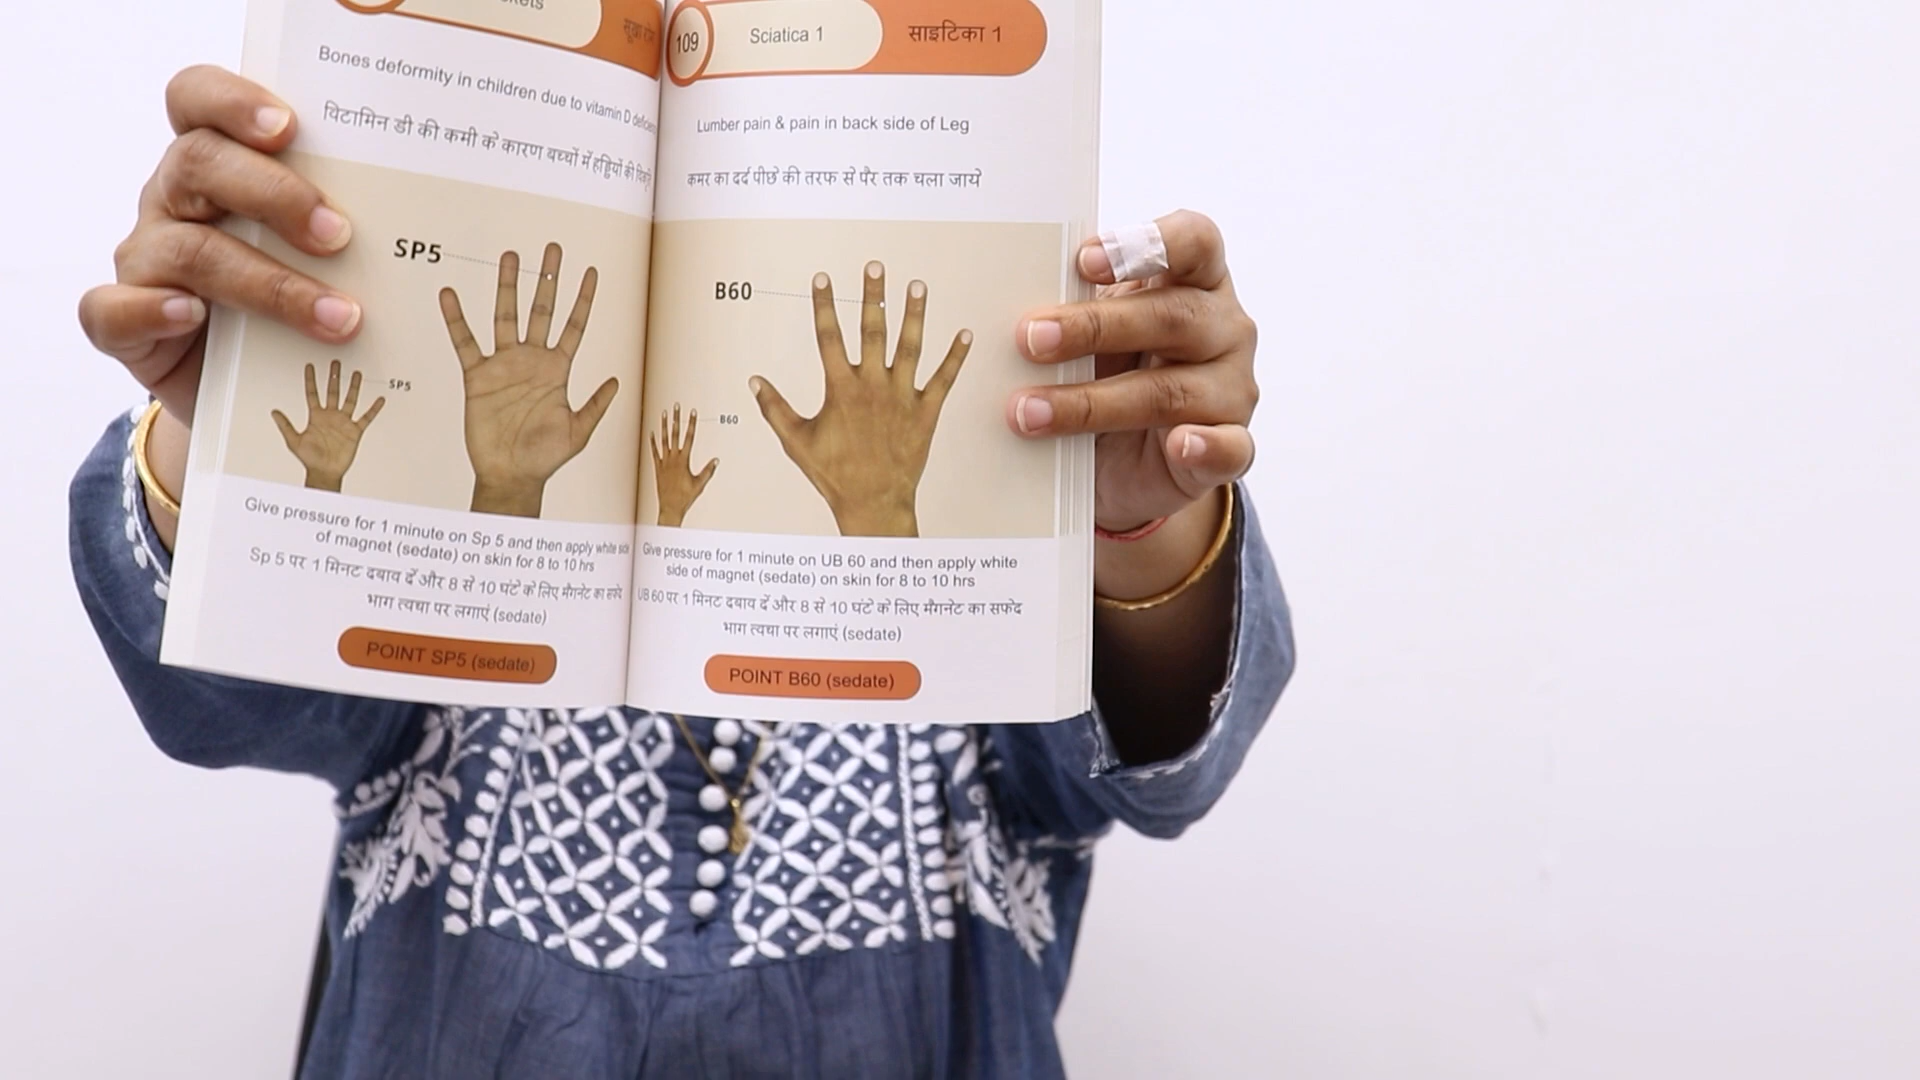 Bones deformity in children due to vitamin D
विटामिन डी की कमी के कारण बच्चों में हड्डियों की
SP5
SP5
Give pressure for 1 minute on Sp 5 and then apply white side
of magnet (sedate) on skin for 8 to 10 hrs
Sp 5 पर 1 मिनट दबाव दें और 8 से 10 घंटे के लिए मैगनेट का सफेद
भाग त्वचा पर लगाएं (sedate)
POINT SP5 (sedate)
109
Sciatica 1
साइटिका 1
Lumber pain & pain in back side of Leg
कमर का दर्द पीछे की तरफ से पैर तक चला जाये
B60
B60
Give pressure for 1 minute on UB 60 and then apply white
side of magnet (sedate) on skin for 8 to 10 hrs
UB 60 पर 1 मिनट दबाव दें और 8 से 10 घंटे के लिए मैगनेट का सफेद
भाग त्वचा पर लगाएं (sedate)
POINT B60 (sedate)